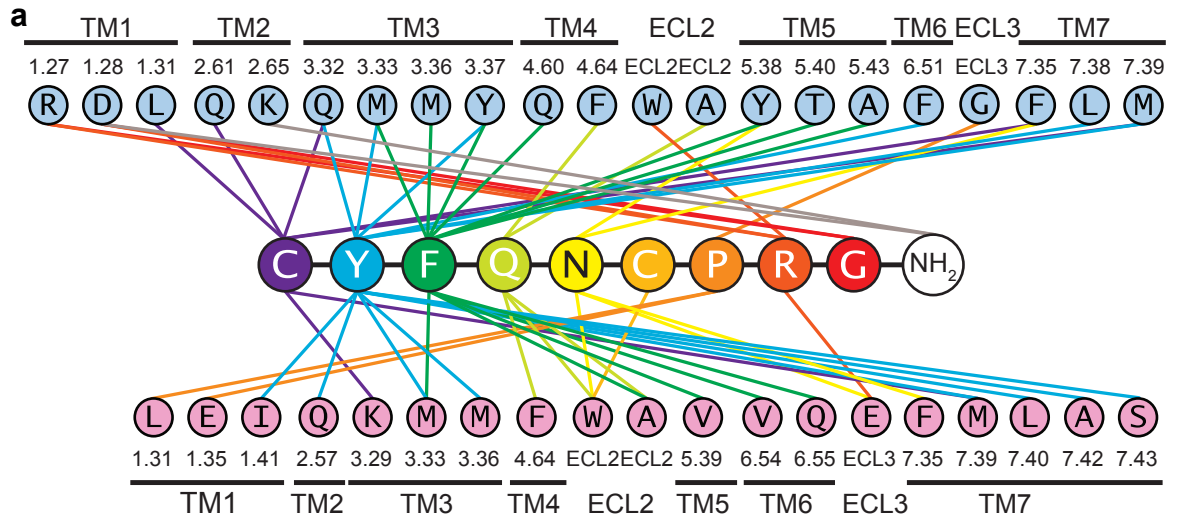 a
TM1 TM2 TM3 TM4 ECL2 TM5 TM6 ECL3 TM7
1.27 1.28 1.31 2.61 2.65 3.32 3.33 3.36 3.37 4.60 4.64 ECL2 ECL2 5.38 5.40 5.43 6.51 ECL3 7.35 7.38 7.39
R D L Q K Q M M Y Q F W A Y T A F G F L M
C Y F Q N C P R G NH2
L E I Q K M M F W A V V Q E F M L A S
1.31 1.35 1.41 2.57 3.29 3.33 3.36 4.64 ECL2 ECL2 5.39 6.54 6.55 ECL3 7.35 7.39 7.40 7.42 7.43
TM1 TM2 TM3 TM4 ECL2 TM5 TM6 ECL3 TM7